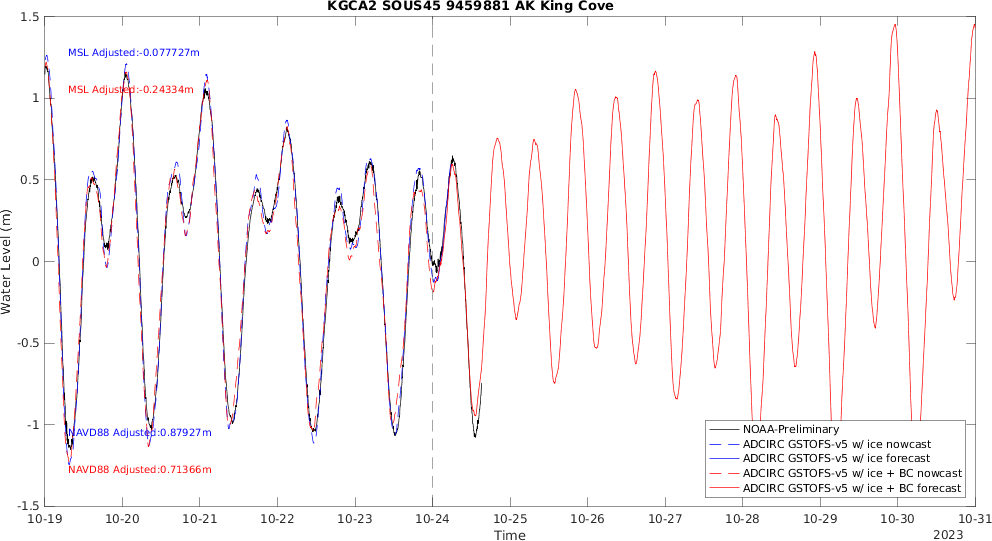 KGCA2 SOUS45 9459881 AK King Cove
1.5
1
0.5
0
-0.5
-1
-1.5
Water Level (m)
MSL Adjusted:-0.077727m
MSL Adjusted:-0.24334m
NAVD88 Adjusted:0.87927m
NAVD88 Adjusted:0.71366m
NOAA-Preliminary
ADCIRC GSTOFS-v5 w/ ice nowcast
ADCIRC GSTOFS-v5 w/ ice forecast
ADCIRC GSTOFS-v5 w/ ice + BC nowcast
ADCIRC GSTOFS-v5 w/ ice + BC forecast
10-19 10-20 10-21 10-22 10-23 10-24 10-25 10-26 10-27 10-28 10-29 10-30 10-31
Time
2023